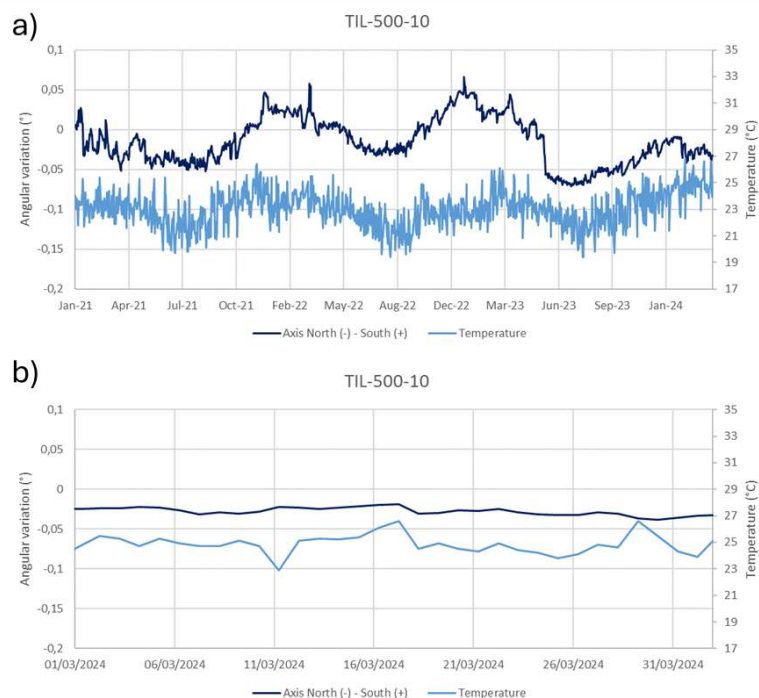 a)
TIL-500-10
0,1
0,05
0
-0,05
-0,1
-0,15
-0,2
Angular variation (°)
35
33
31
29
27
25
23
21
19
17
Temperature (°C)
Jan-21 Apr-21 Jul-21 Oct-21 Feb-22 May-22 Aug-22 Dec-22 Mar-23 Jun-23 Sep-23 Jan-24
Axis North (-) - South (+) Temperature
b)
TIL-500-10
0,1
0,05
0
-0,05
-0,1
-0,15
-0,2
Angular variation (°)
35
33
31
29
27
25
23
21
19
17
Temperature (°C)
01/03/2024 06/03/2024 11/03/2024 16/03/2024 21/03/2024 26/03/2024 31/03/2024
Axis North (-) - South (+) Temperature